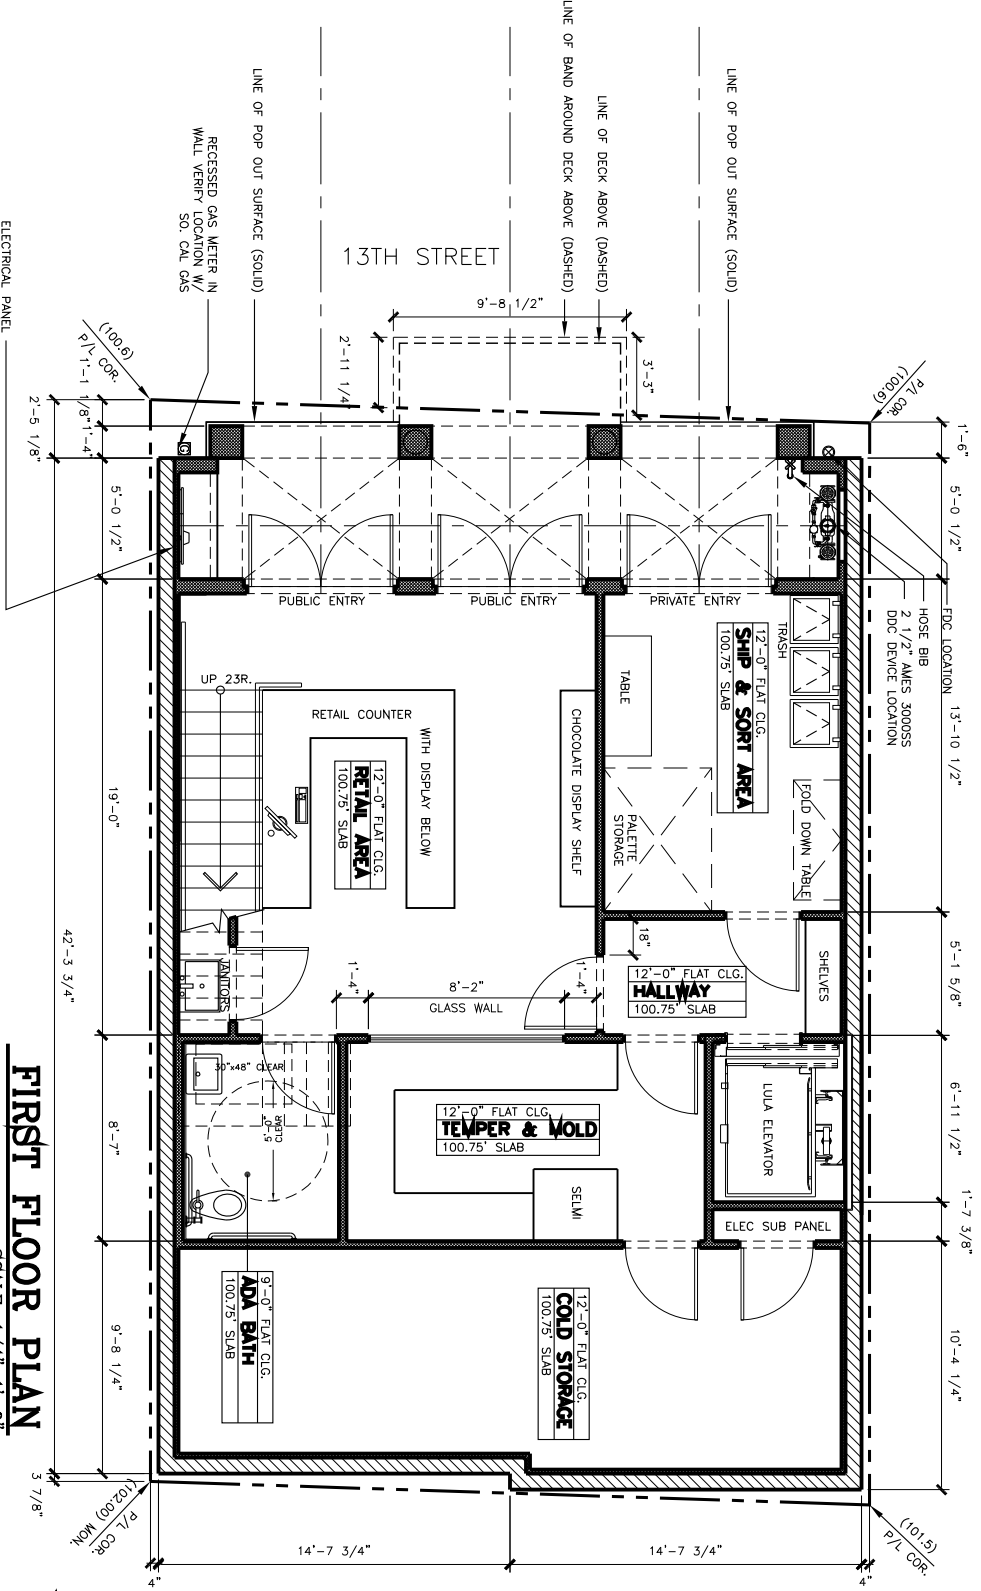 LINE OF BAND AROUND DECK ABOVE (DASHED)
LINE OF DECK ABOVE (DASHED)
LINE OF POP OUT SURFACE (SOLID)
LINE OF POP OUT SURFACE (SOLID)
RECESSED GAS METER IN
WALL VERIFY LOCATION W/
SO. CAL GAS
ELECTRICAL PANEL
13TH STREET
9'-8 1/2"
2'-11 1/4"
3'-3"
(100.6)
P/L COR.
P/L COR.
(100.6)
1'-1 1/8"
1'-4"
2'-5 1/8"
1'-6"
5'-0 1/2"
5'-0 1/2"
G
FDC LOCATION
HOSE BIB
2 1/2" AMES 3000SS
DDC DEVICE LOCATION
13'-10 1/2"
PUBLIC ENTRY
PUBLIC ENTRY
PRIVATE ENTRY
TRASH
12'-0" FLAT CLG.
SHIP & SORT AREA
100.75' SLAB
TABLE
UP 23R.
RETAIL COUNTER
WITH DISPLAY BELOW
CHOCOLATE DISPLAY SHELF
12'-0" FLAT CLG.
RETAIL AREA
100.75' SLAB
PALETTE
STORAGE
FOLD DOWN TABLE
19'-0"
42'-3 3/4"
18"
5'-1 5/8"
SHELVES
12'-0" FLAT CLG.
HALLWAY
100.75' SLAB
JANITORS
1'-4"
8'-2"
1'-4"
GLASS WALL
30"x48" CLEAR
5'-0"
CLEAR
12'-0" FLAT CLG.
TEMPER & MOLD
100.75' SLAB
LULA ELEVATOR
6'-11 1/2"
8'-7"
SELMI
ELEC SUB PANEL
1'-7 3/8"
9'-0" FLAT CLG.
ADA BATH
100.75' SLAB
12'-0" FLAT CLG.
COLD STORAGE
100.75' SLAB
9'-8 1/4"
10'-4 1/4"
FIRST FLOOR PLAN
3 7/8"
(102.00) MON.
P/L COR.
(101.5)
P/L COR.
14'-7 3/4"
14'-7 3/4"
4"
4"